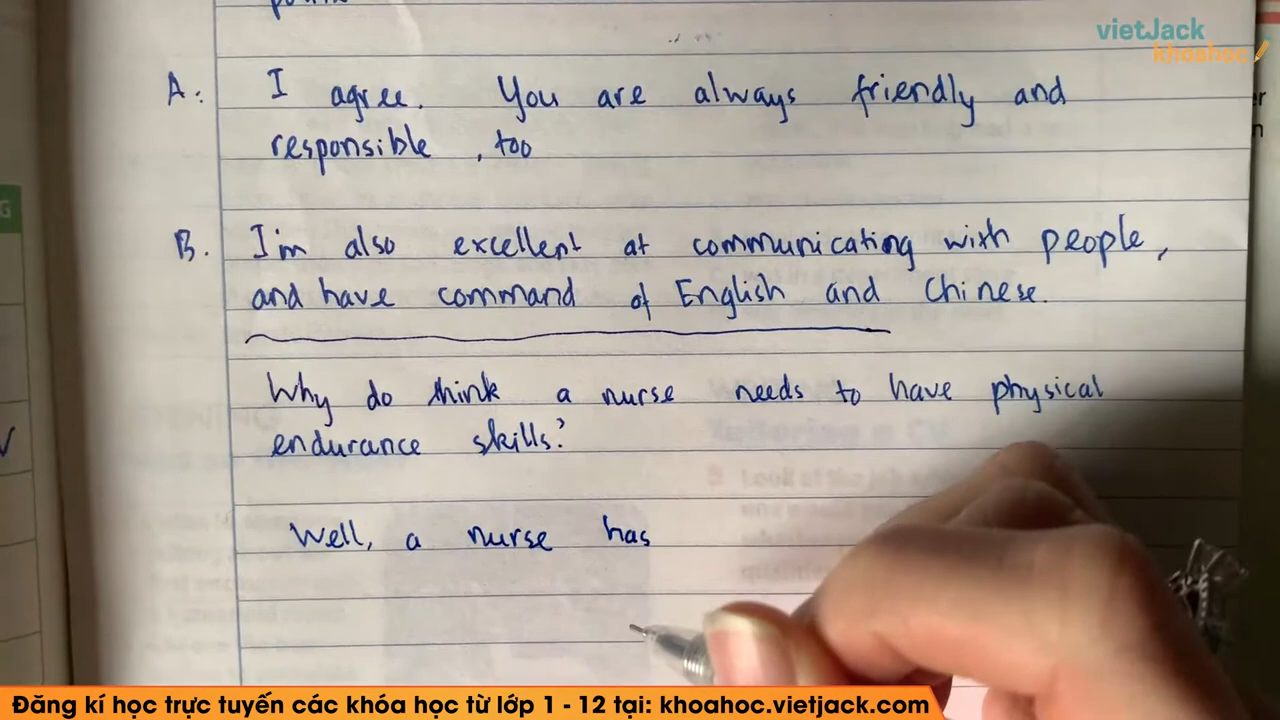 vietJack
khoahoc
A: I agree. You are always friendly and
responsible, too
B. I'm also excellent at communicating with people,
and have command of English and Chinese.
Why do think a nurse needs to have physical
endurance skills?
Well, a nurse has
Đăng kí học trực tuyến các khóa học từ lớp 1 - 12 tại: khoahoc.vietjack.com